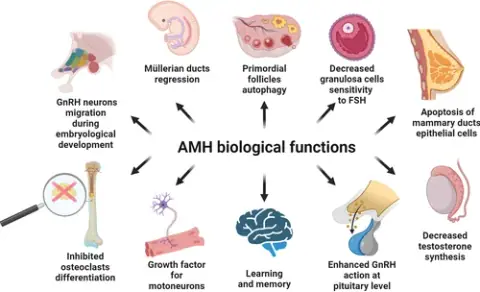 GnRH neurons
migration
during
embryological
development
Müllerian ducts
regression
Primordial
follicles
autophagy
Decreased
granulosa cells
sensitivity
to FSH
Apoptosis of
mammary ducts
epithelial cells
AMH biological functions
Inhibited
osteoclasts
differentiation
Growth factor
for
motoneurons
Learning
and memory
Enhanced GnRH
action at
pituitary level
Decreased
testosterone
synthesis